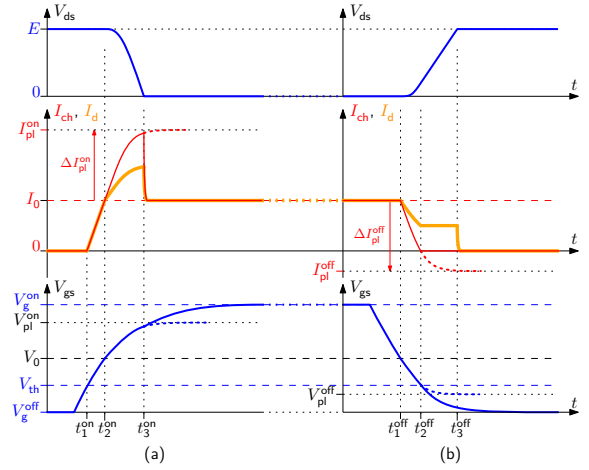 V_ds V_ds
E
0 t
I_ch, I_d I_ch, I_d
I_pl^on
ΔI_pl^on
I_0
ΔI_pl^off
0 t
I_pl^off
V_gs V_gs
V_g^on
V_pl^on
V_0
V_th
V_pl^off
V_g^off t
t_1^on t_2^on t_3^on t_1^off t_2^off t_3^off
(a) (b)